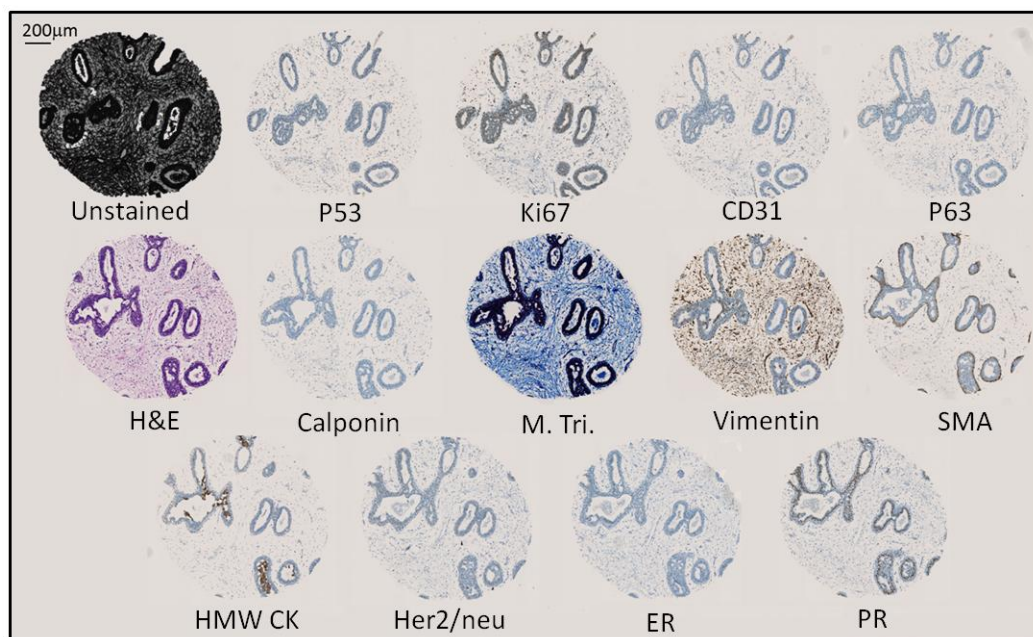 200μm
Unstained
P53
Ki67
CD31
P63
H&E
Calponin
M. Tri.
Vimentin
SMA
HMW CK
Her2/neu
ER
PR